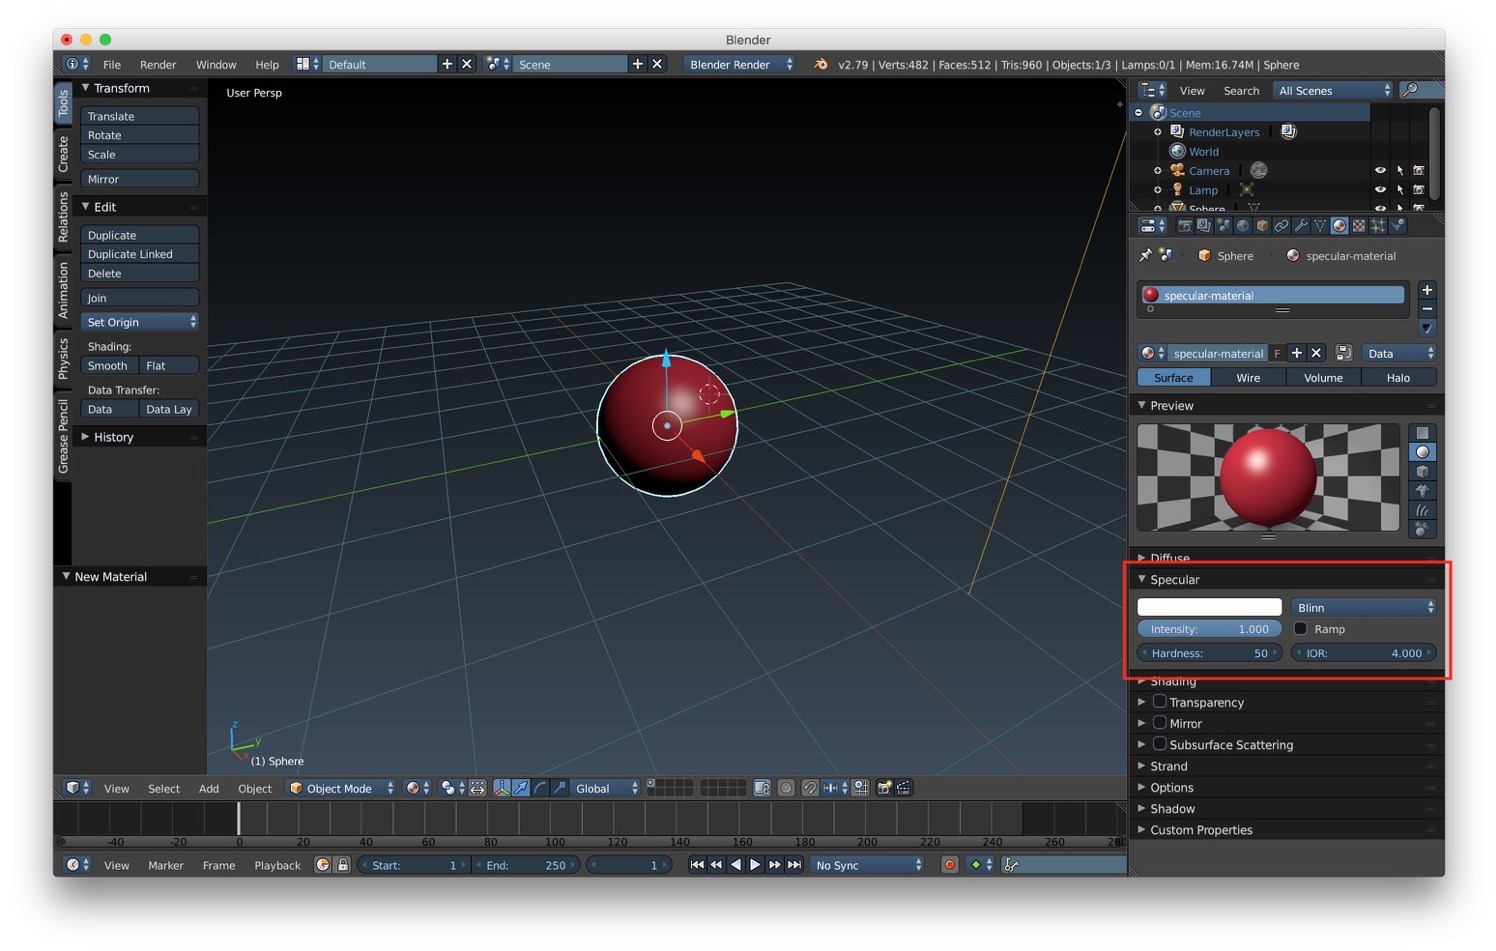 Blender
File Render Window Help Default Scene Blender Render v2.79 | Verts:482 | Faces:512 | Tris:960 | Objects:1/3 | Lamps:0/1 | Mem:16.74M | Sphere
Tools
Create
Relations
Animation
Physics
Grease Pencil
Transform
Translate
Rotate
Scale
Mirror
Edit
Duplicate
Duplicate Linked
Delete
Join
Set Origin
Shading:
Smooth Flat
Data Transfer:
Data Data Lay
History
New Material
User Persp
z
y
x
(1) Sphere
View Search All Scenes
Scene
RenderLayers
World
Camera
Lamp
Sphere
Sphere specular-material
specular-material
specular-material F Data
Surface Wire Volume Halo
Preview
Diffuse
Specular
Blinn
Intensity: 1.000 Ramp
Hardness: 50 IOR: 4.000
Shading
Transparency
Mirror
Subsurface Scattering
Strand
Options
Shadow
Custom Properties
View Select Add Object Object Mode Global
-40 -20 0 20 40 60 80 100 120 140 160 180 200 220 240 260 280
View Marker Frame Playback Start: 1 End: 250 1 No Sync